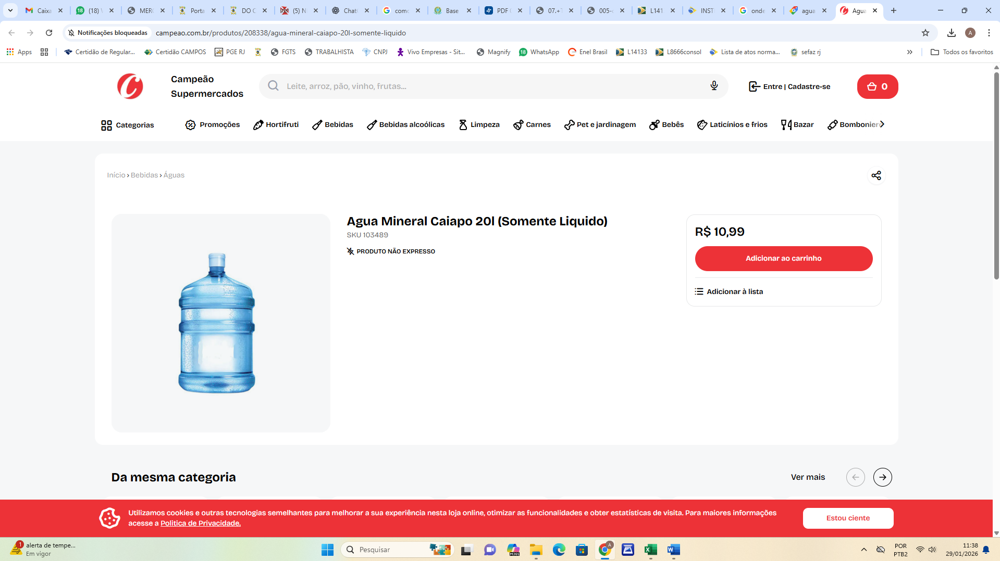 Caixa
(18) W
MERC
Porta
DO C
(5) N
Chat
como
Base
PDF
07.+T
005-
L141
INST
onde
agua
Agua
Notificações bloqueadas
campeao.com.br/produtos/208338/agua-mineral-caiapo-20l-somente-liquido
A
Apps
Certidão de Regular...
Certidão CAMPOS
PGE RJ
FGTS
TRABALHISTA
CNPJ
Vivo Empresas - Sit...
Magnify
WhatsApp
Enel Brasil
L14133
L8666consol
Lista de atos norma...
sefaz rj
Todos os favoritos
Campeão
Supermercados
Leite, arroz, pão, vinho, frutas...
Entre | Cadastre-se
0
Categorias
Promoções
Hortifruti
Bebidas
Bebidas alcoólicas
Limpeza
Carnes
Pet e jardinagem
Bebês
Laticínios e frios
Bazar
Bomboniere
Início › Bebidas › Águas
Agua Mineral Caiapo 20l (Somente Liquido)
SKU 103489
PRODUTO NÃO EXPRESSO
R$ 10,99
Adicionar ao carrinho
Adicionar à lista
Da mesma categoria
Ver mais
Utilizamos cookies e outras tecnologias semelhantes para melhorar a sua experiência nesta loja online, otimizar as funcionalidades e obter estatísticas de visita. Para maiores informações
acesse a Politica de Privacidade.
Estou ciente
1
alerta de tempe...
Em vigor
Pesquisar
M365
A
POR
PTB2
11:38
29/01/2026